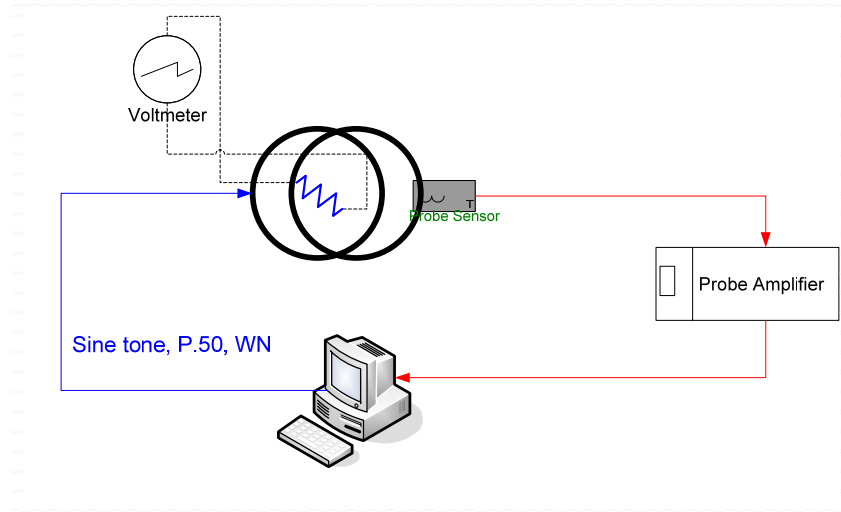 Voltmeter
T
Probe Sensor
Probe Amplifier
Sine tone, P.50, WN